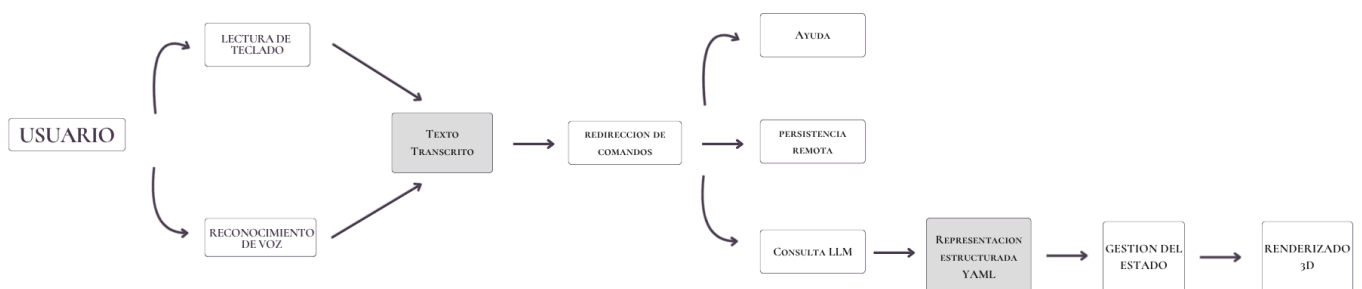 USUARIO
LECTURA DE
TECLADO
RECONOCIMIENTO
DE VOZ
TEXTO
TRANSCRITO
REDIRECCION DE
COMANDOS
AYUDA
PERSISTENCIA
REMOTA
CONSULTA LLM
REPRESENTACION
ESTRUCTURADA
YAML
GESTION DEL
ESTADO
RENDERIZADO
3D